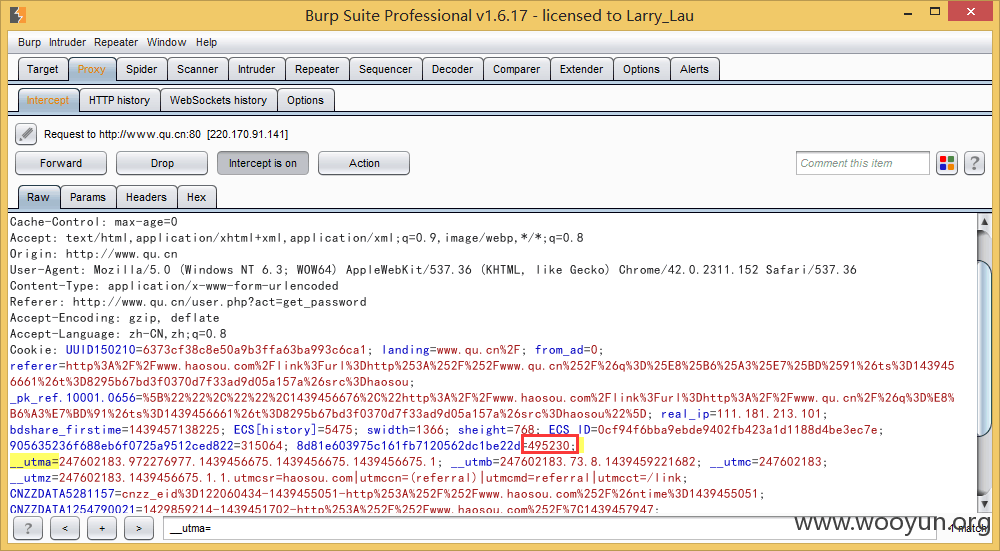 Burp Suite Professional v1.6.17 - licensed to Larry_Lau
Burp Intruder Repeater Window Help
Target Proxy Spider Scanner Intruder Repeater Sequencer Decoder Comparer Extender Options Alerts
Intercept HTTP history WebSockets history Options
Request to http://www.qu.cn:80 [220.170.91.141]
Forward Drop Intercept is on Action Comment this item ?
Raw Params Headers Hex
Cache-Control: max-age=0
Accept: text/html,application/xhtml+xml,application/xml;q=0.9,image/webp,*/*;q=0.8
Origin: http://www.qu.cn
User-Agent: Mozilla/5.0 (Windows NT 6.3; WOW64) AppleWebKit/537.36 (KHTML, like Gecko) Chrome/42.0.2311.152 Safari/537.36
Content-Type: application/x-www-form-urlencoded
Referer: http://www.qu.cn/user.php?act=get_password
Accept-Encoding: gzip, deflate
Accept-Language: zh-CN,zh;q=0.8
Cookie: UUID150210=6373cf38c8e50a9b3ffa63ba993c6ca1; landing=www.qu.cn%2F; from_ad=0;
referer=http%3A%2F%2Fwww.haosou.com%2Flink%3Furl%3Dhttp%253A%252F%252Fwww.qu.cn%252F%26q%3D%25E8%25B6%25A3%25E7%25BD%2591%26ts%3D143945
6661%26t%3D8295b67bd3f0370d7f33ad9d05a157a%26src%3Dhaosou;
_pk_ref.10001.0656=%5B%22%22%2C%22%22%2C1439456676%2C%22http%3A%2F%2Fwww.haosou.com%2Flink%3Furl%3Dhttp%3A%2F%2Fwww.qu.cn%2F%26q%3D%E8%
B6%A3%E7%BD%91%26ts%3D1439456661%26t%3D8295b67bd3f0370d7f33ad9d05a157a%26src%3Dhaosou%22%5D; real_ip=111.181.213.101;
bdshare_firstime=1439457138225; ECS[history]=5475; swidth=1366; sheight=768; ECS_ID=0cf94f6bba9ebde9402fb423a1d1188d4be3ec7e;
905635236f688eb6f0725a9512ced822=315064; 8d81e603975c161fb7120562dc1be22d=495230;
__utma=247602183.972276977.1439456675.1439456675.1439456675.1; __utmb=247602183.73.8.1439459221682; __utmc=247602183;
__utmz=247602183.1439456675.1.1.utmcsr=haosou.com|utmccn=(referral)|utmcmd=referral|utmcct=/link;
CNZZDATA5281157=cnzz_eid%3D122060434-1439455051-http%253A%252F%252Fwww.haosou.com%252F%26ntime%3D1439455051;
CNZZDATA1254790021=1429859214-1439451702-http%253A%252F%252Fwww.haosou.com%252F%7C1439457947;
? < + > __utma= 1 match
www.wooyun.org